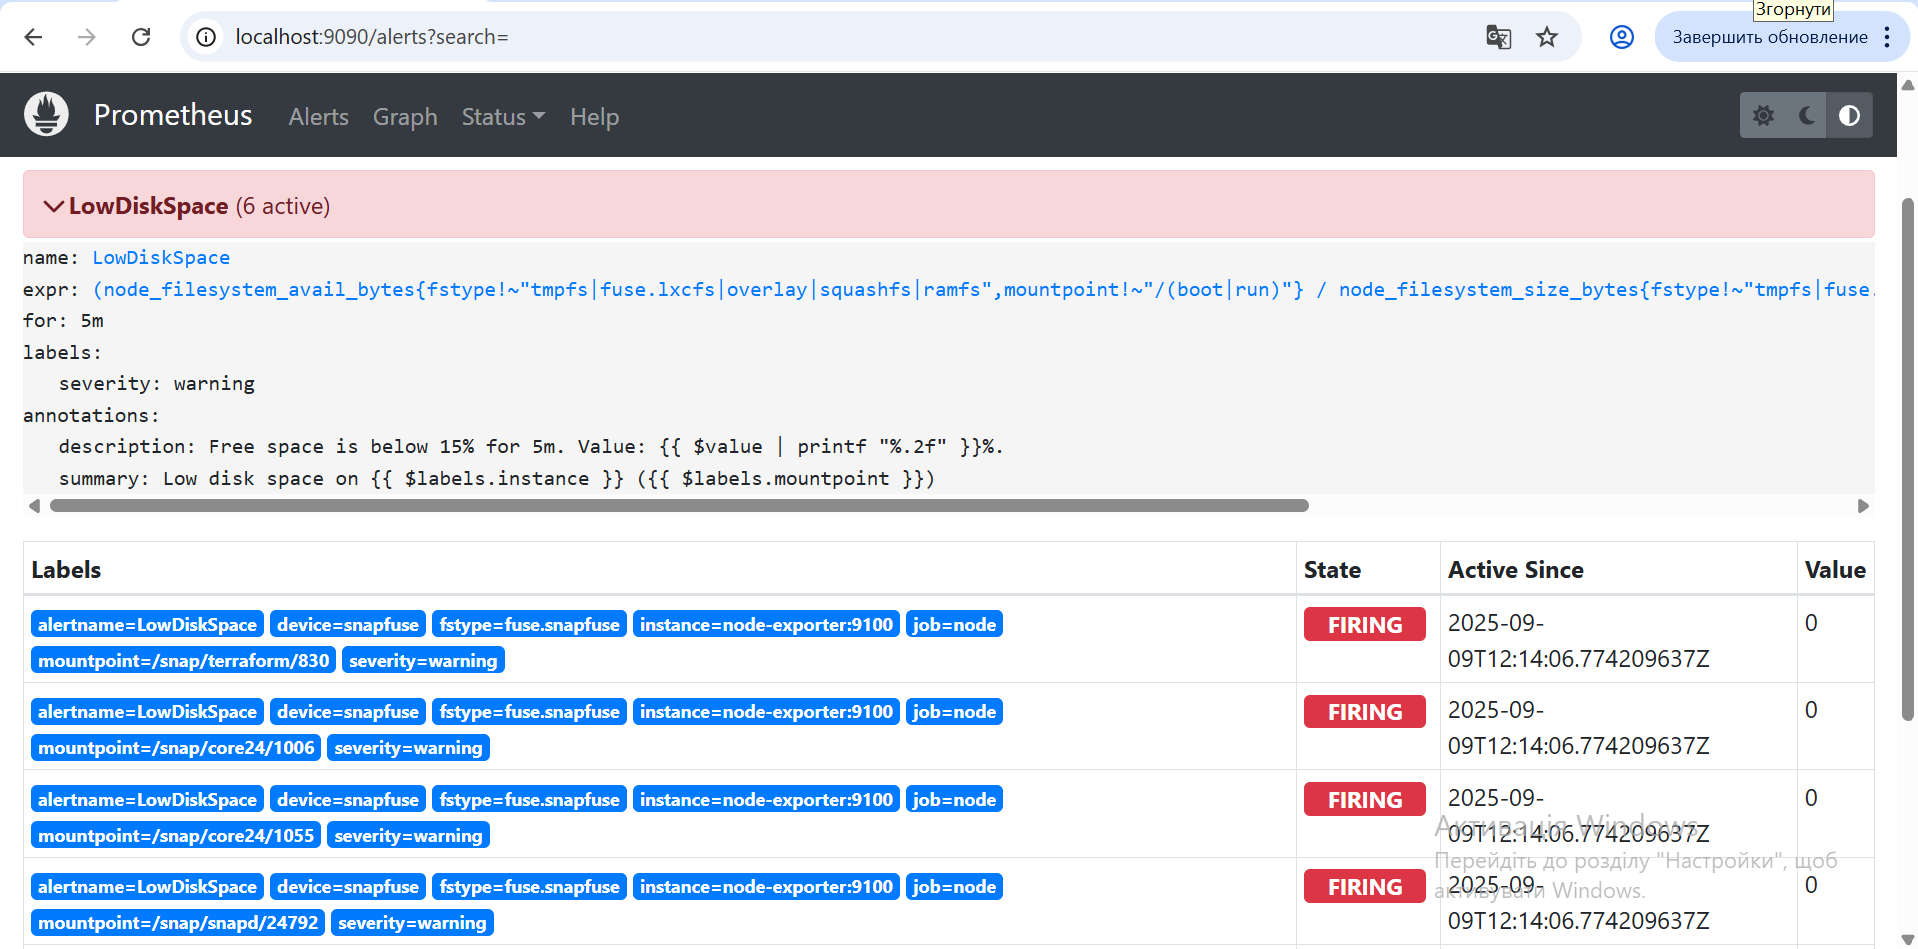 Згорнути
localhost:9090/alerts?search=
Завершить обновление
Prometheus Alerts Graph Status Help
LowDiskSpace (6 active)
name: LowDiskSpace
expr: (node_filesystem_avail_bytes{fstype!~"tmpfs|fuse.lxcfs|overlay|squashfs|ramfs",mountpoint!~"/(boot|run)"} / node_filesystem_size_bytes{fstype!~"tmpfs|fuse.
for: 5m
labels:
severity: warning
annotations:
description: Free space is below 15% for 5m. Value: {{ $value | printf "%.2f" }}%.
summary: Low disk space on {{ $labels.instance }} ({{ $labels.mountpoint }})
Labels State Active Since Value
alertname=LowDiskSpace device=snapfuse fstype=fuse.snapfuse instance=node-exporter:9100 job=node FIRING 2025-09- 0
mountpoint=/snap/terraform/830 severity=warning 09T12:14:06.774209637Z
alertname=LowDiskSpace device=snapfuse fstype=fuse.snapfuse instance=node-exporter:9100 job=node FIRING 2025-09- 0
mountpoint=/snap/core24/1006 severity=warning 09T12:14:06.774209637Z
alertname=LowDiskSpace device=snapfuse fstype=fuse.snapfuse instance=node-exporter:9100 job=node FIRING 2025-09- 0
mountpoint=/snap/core24/1055 severity=warning 09T12:14:06.774209637Z
Активація Windows
Перейдіть до розділу "Настройки", щоб
активувати Windows.
alertname=LowDiskSpace device=snapfuse fstype=fuse.snapfuse instance=node-exporter:9100 job=node FIRING 2025-09- 0
mountpoint=/snap/snapd/24792 severity=warning 09T12:14:06.774209637Z